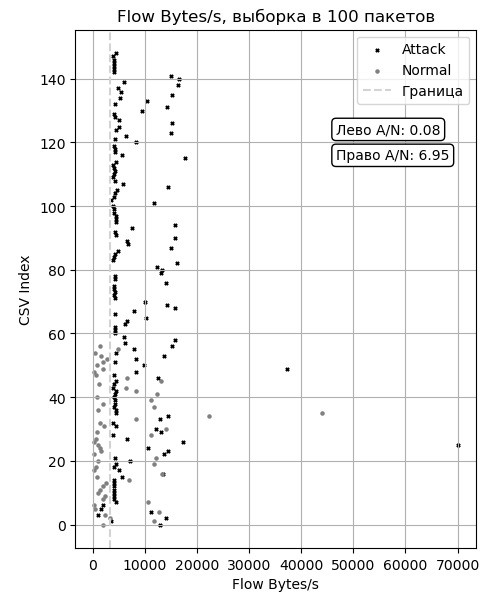 Flow Bytes/s, выборка в 100 пакетов
Attack
Normal
Граница
Лево A/N: 0.08
Право A/N: 6.95
140
120
100
80
60
40
20
0
CSV Index
0 10000 20000 30000 40000 50000 60000 70000
Flow Bytes/s